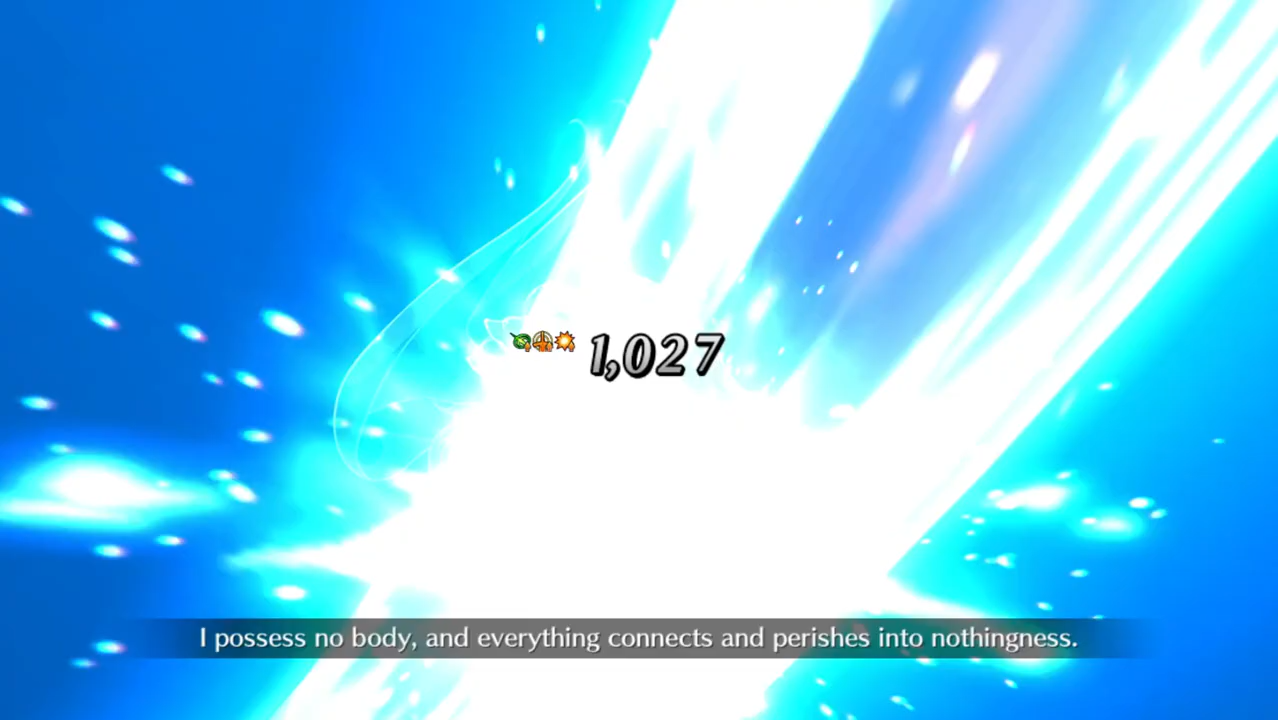 1,027
I possess no body, and everything connects and perishes into nothingness.